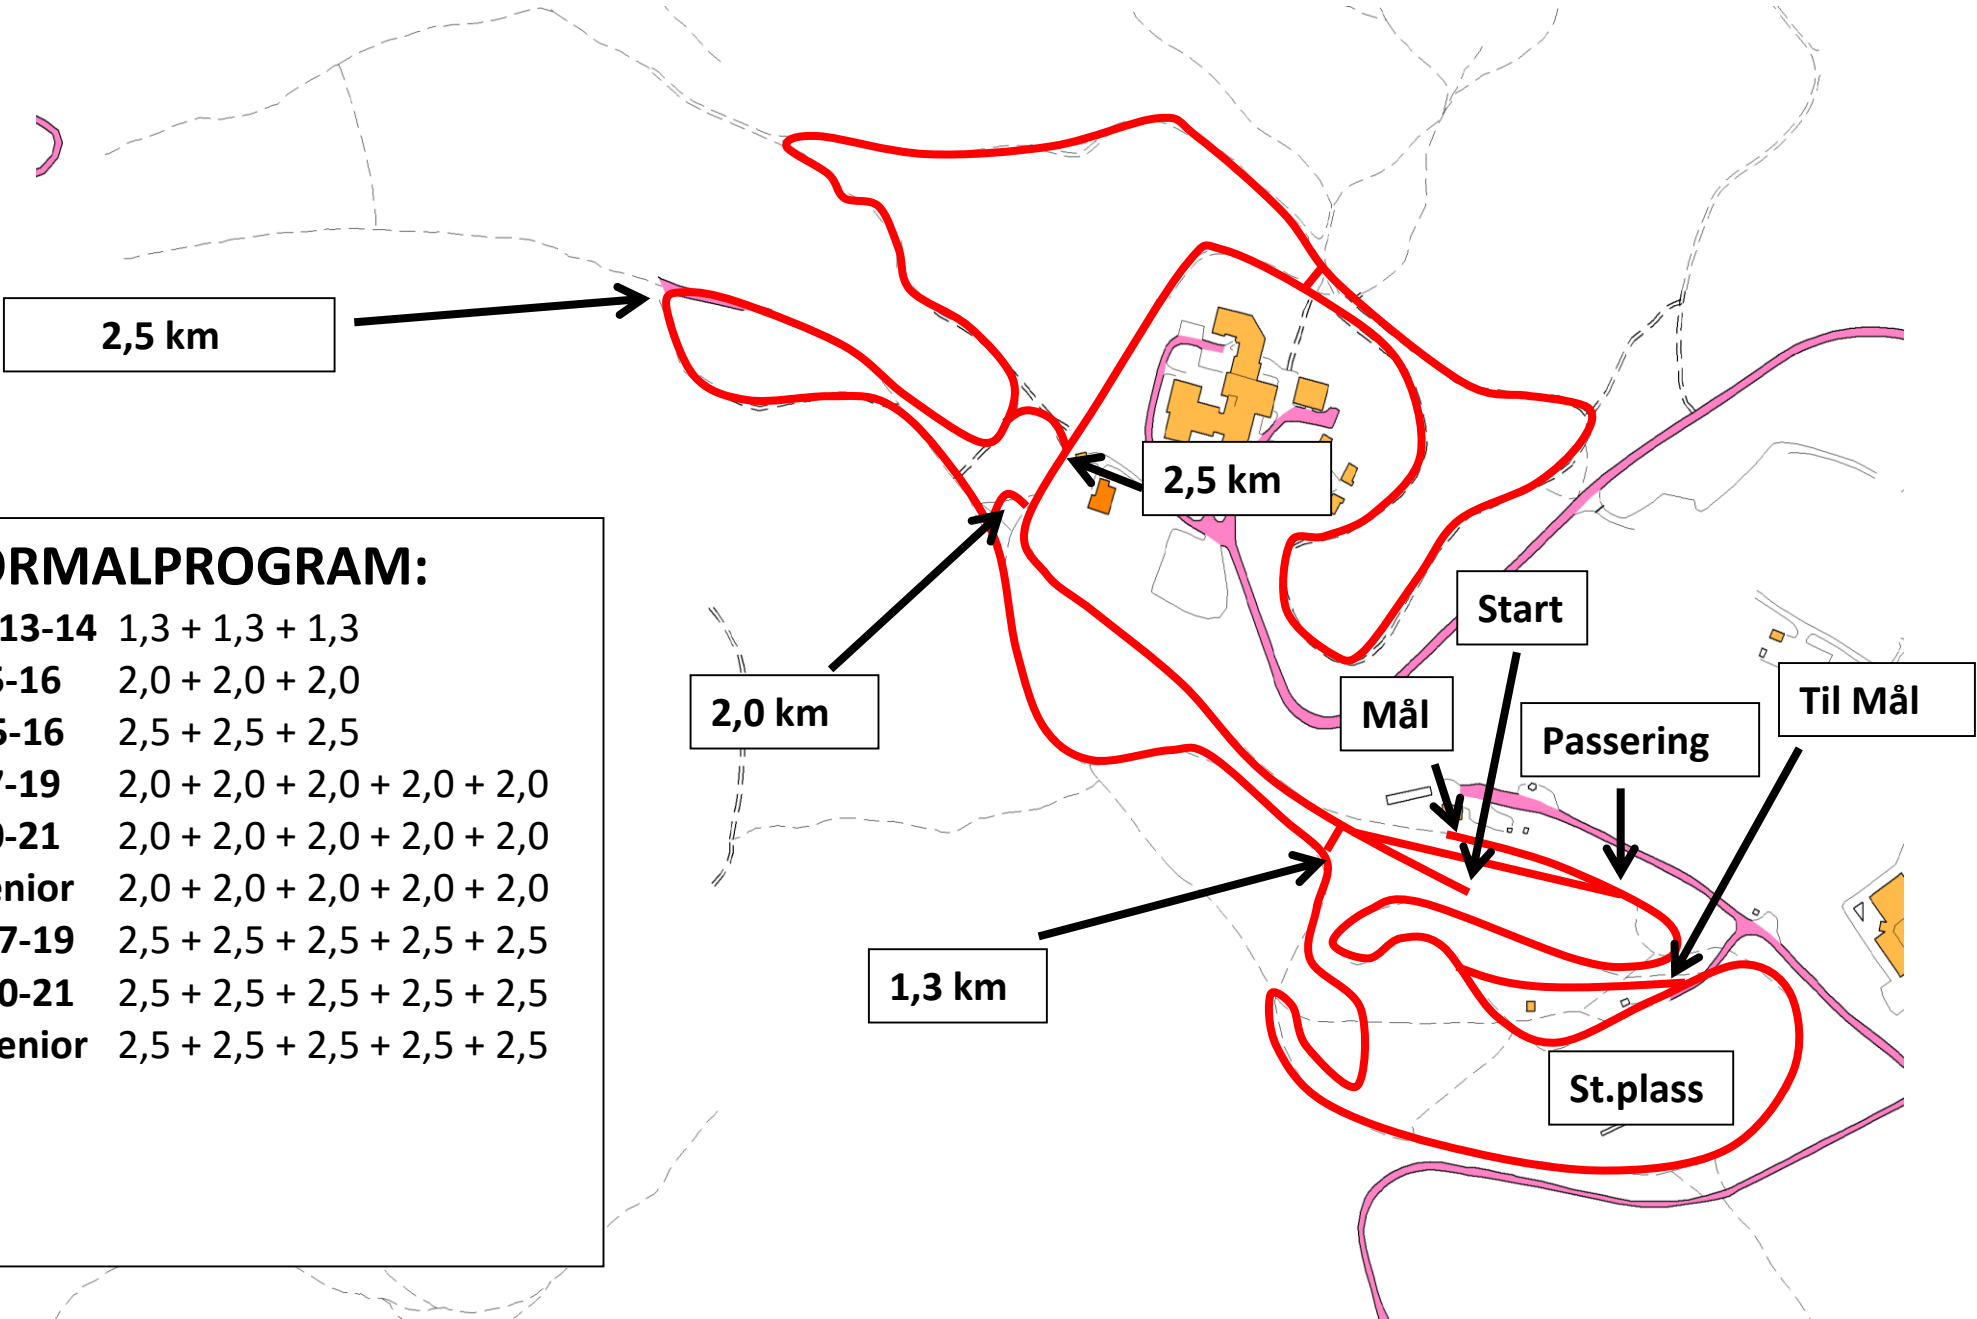 2,5 km
2,5 km
Start
Mål
Til Mål
Passering
2,0 km
1,3 km
St.plass
ORMALPROGRAM:
13-14 1,3 + 1,3 + 1,3
-16 2,0 + 2,0 + 2,0
-16 2,5 + 2,5 + 2,5
-19 2,0 + 2,0 + 2,0 + 2,0 + 2,0
-21 2,0 + 2,0 + 2,0 + 2,0 + 2,0
enior 2,0 + 2,0 + 2,0 + 2,0 + 2,0
7-19 2,5 + 2,5 + 2,5 + 2,5 + 2,5
0-21 2,5 + 2,5 + 2,5 + 2,5 + 2,5
enior 2,5 + 2,5 + 2,5 + 2,5 + 2,5